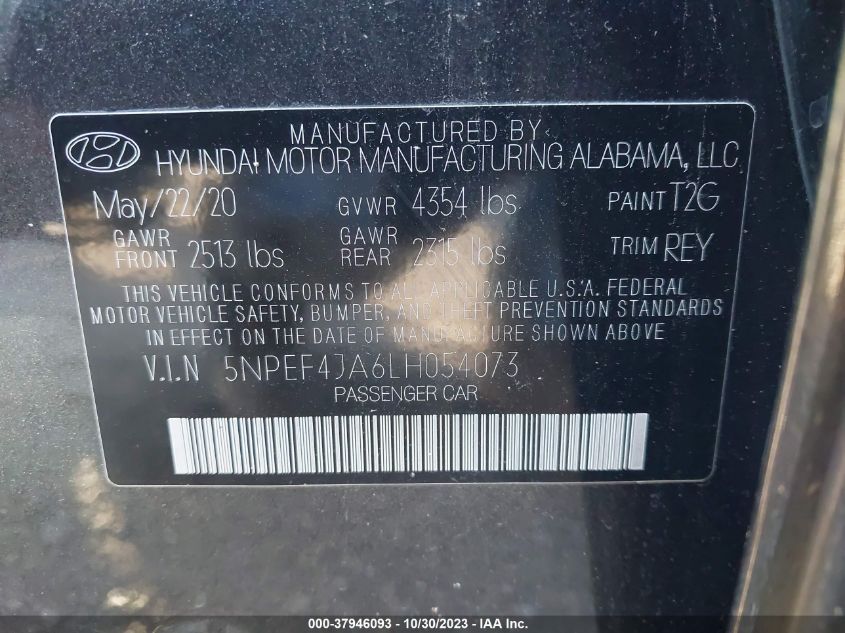 MANUFACTURED BY
HYUNDAI MOTOR MANUFACTURING ALABAMA, LLC
May/22/20 GVWR 4354 lbs PAINT T2G
GAWR FRONT 2513 lbs GAWR REAR 2315 lbs TRIM REY
THIS VEHICLE CONFORMS TO ALL APPLICABLE U.S.A. FEDERAL
MOTOR VEHICLE SAFETY, BUMPER, AND THEFT PREVENTION STANDARDS
IN EFFECT ON THE DATE OF MANUFACTURE SHOWN ABOVE
V.I.N 5NPEF4JA6LH054073
PASSENGER CAR
000-37946093 - 10/30/2023 - IAA Inc.